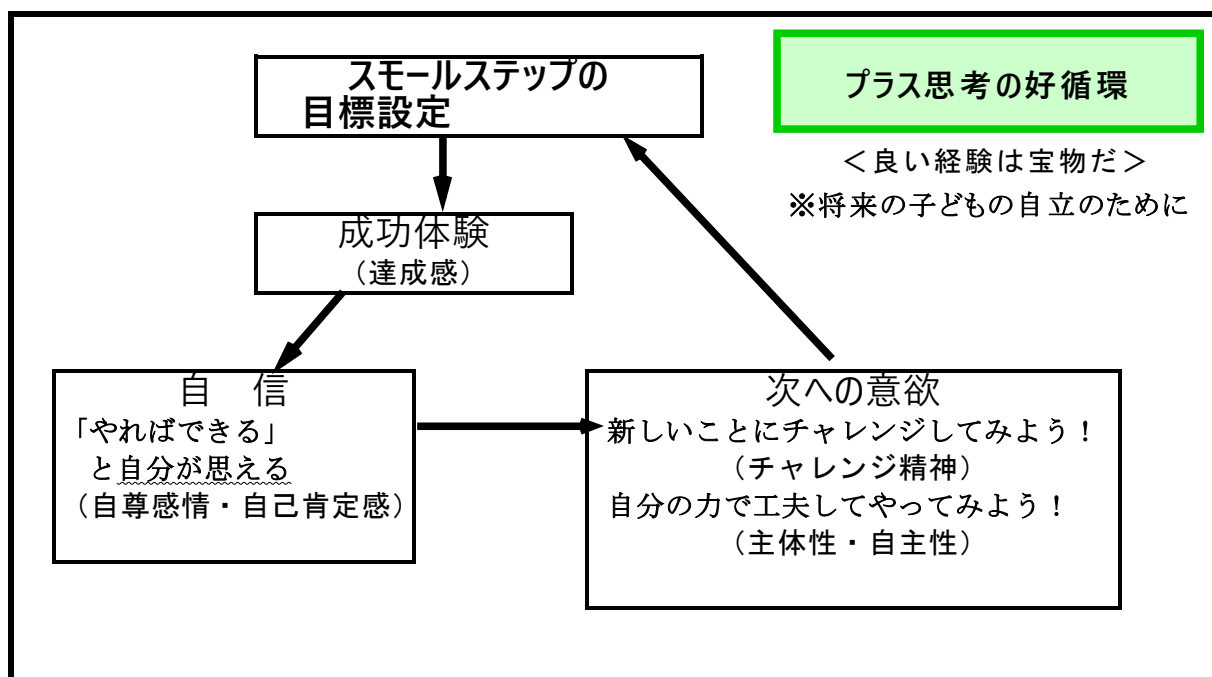 スモールステップの
目標設定
プラス思考の好循環
＜良い経験は宝物だ＞
※将来の子どもの自立のために
成功体験
（達成感）
自　信
「やればできる」
と自分が思える
（自尊感情・自己肯定感）
次への意欲
新しいことにチャレンジしてみよう！
（チャレンジ精神）
自分の力で工夫してやってみよう！
（主体性・自主性）